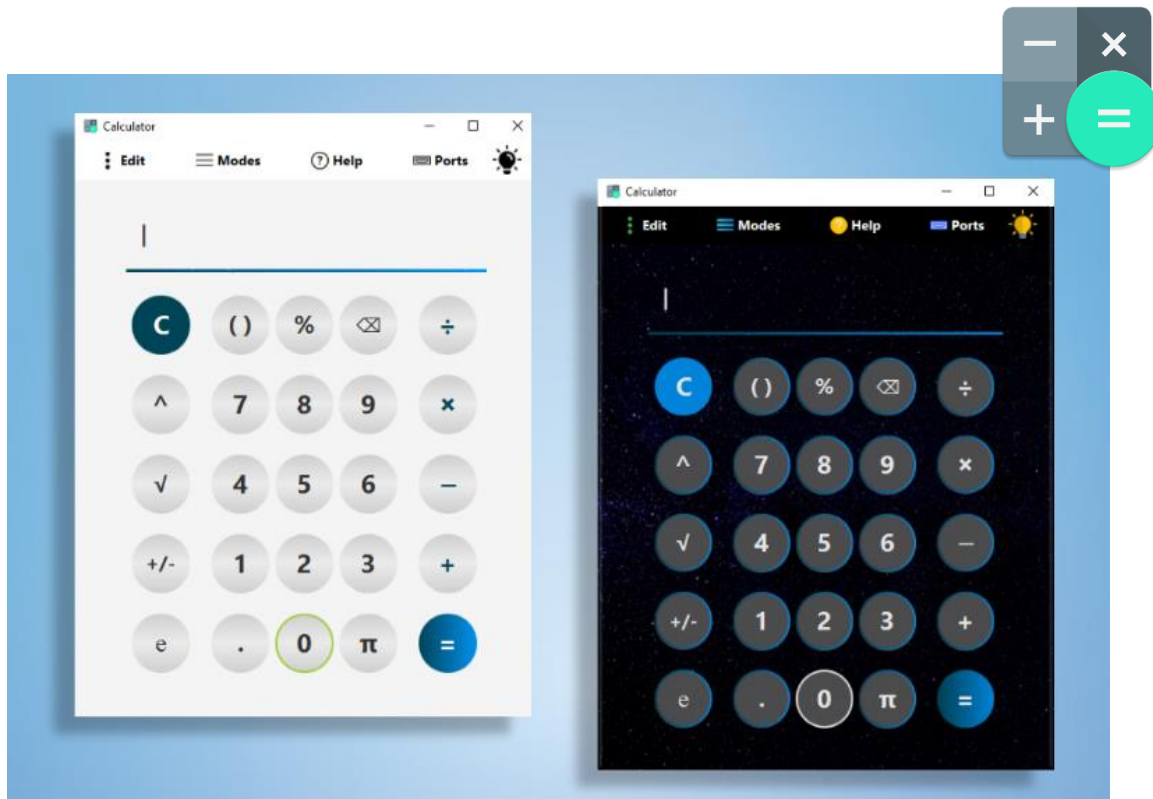 − ×
+ =
Calculator
Edit Modes ? Help Ports
C ( ) % ⌫ ÷
^ 7 8 9 ×
√ 4 5 6 −
+/- 1 2 3 +
e . 0 π =
Calculator
Edit Modes ? Help Ports
C ( ) % ⌫ ÷
^ 7 8 9 ×
√ 4 5 6 −
+/- 1 2 3 +
e . 0 π =